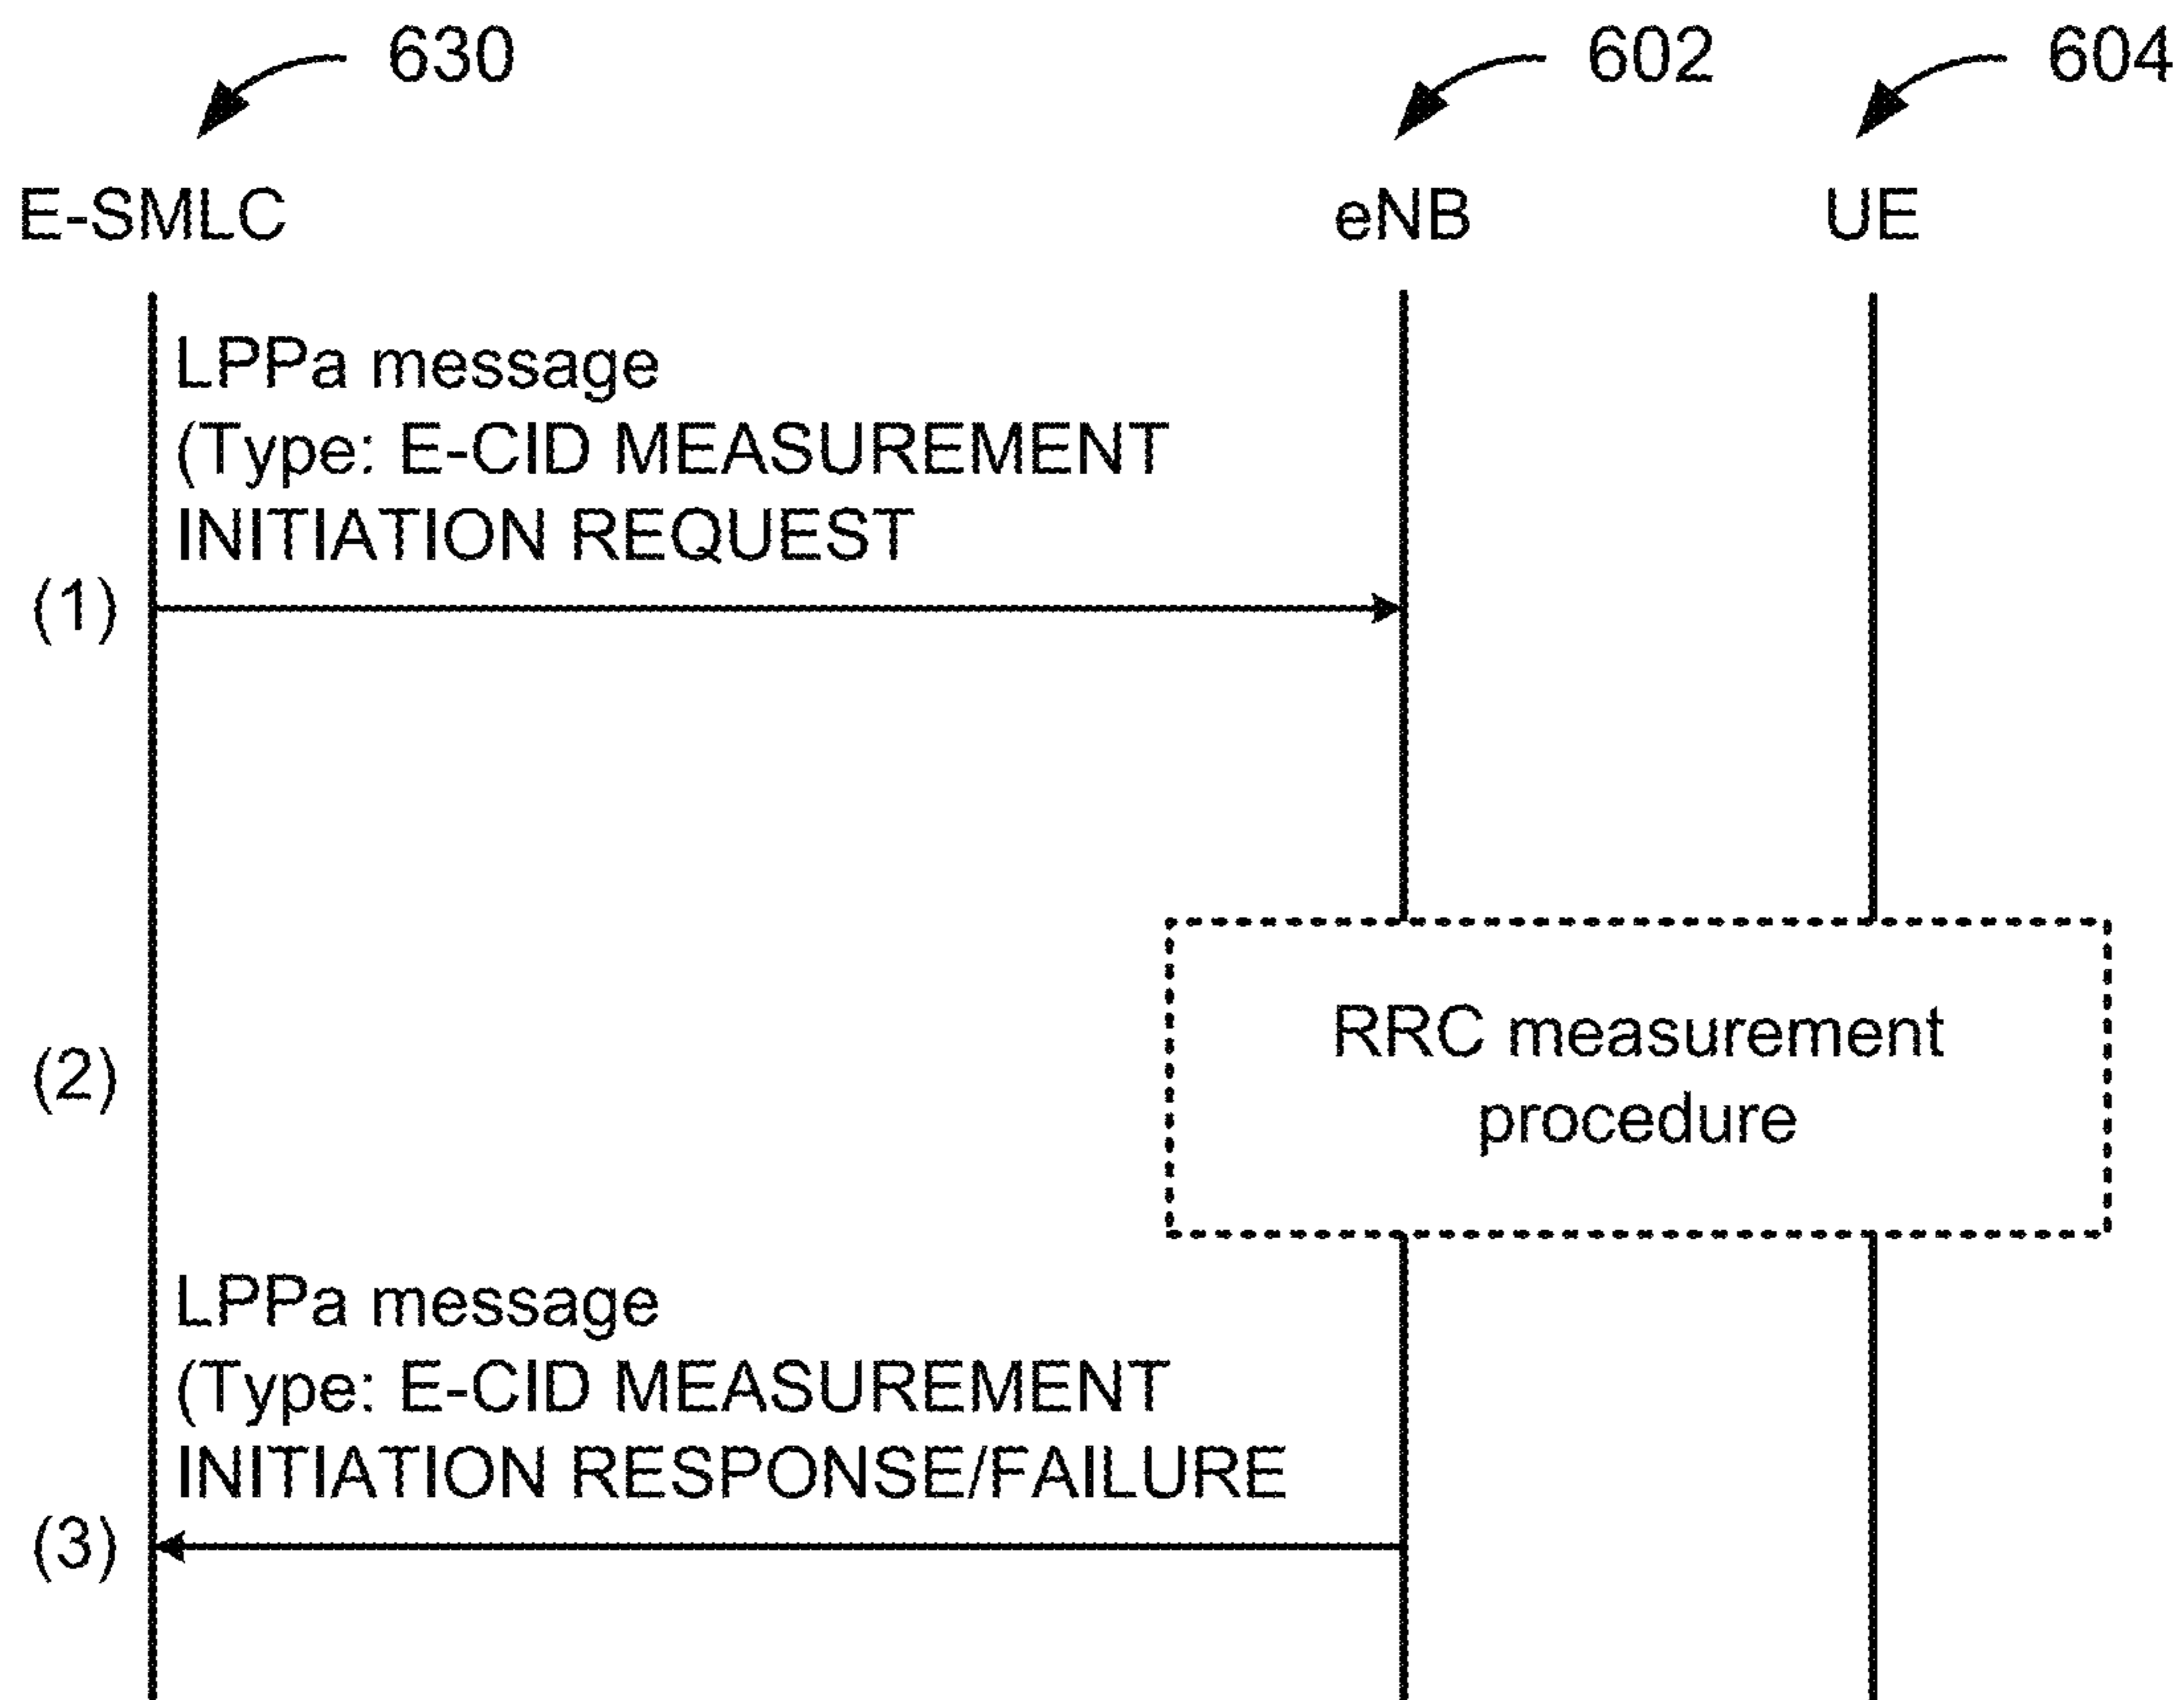 630
602
604
E-SMLC
eNB
UE
LPPa message
(Type: E-CID MEASUREMENT
INITIATION REQUEST
(1)
RRC measurement
procedure
(2)
LPPa message
(Type: E-CID MEASUREMENT
INITIATION RESPONSE/FAILURE
(3)